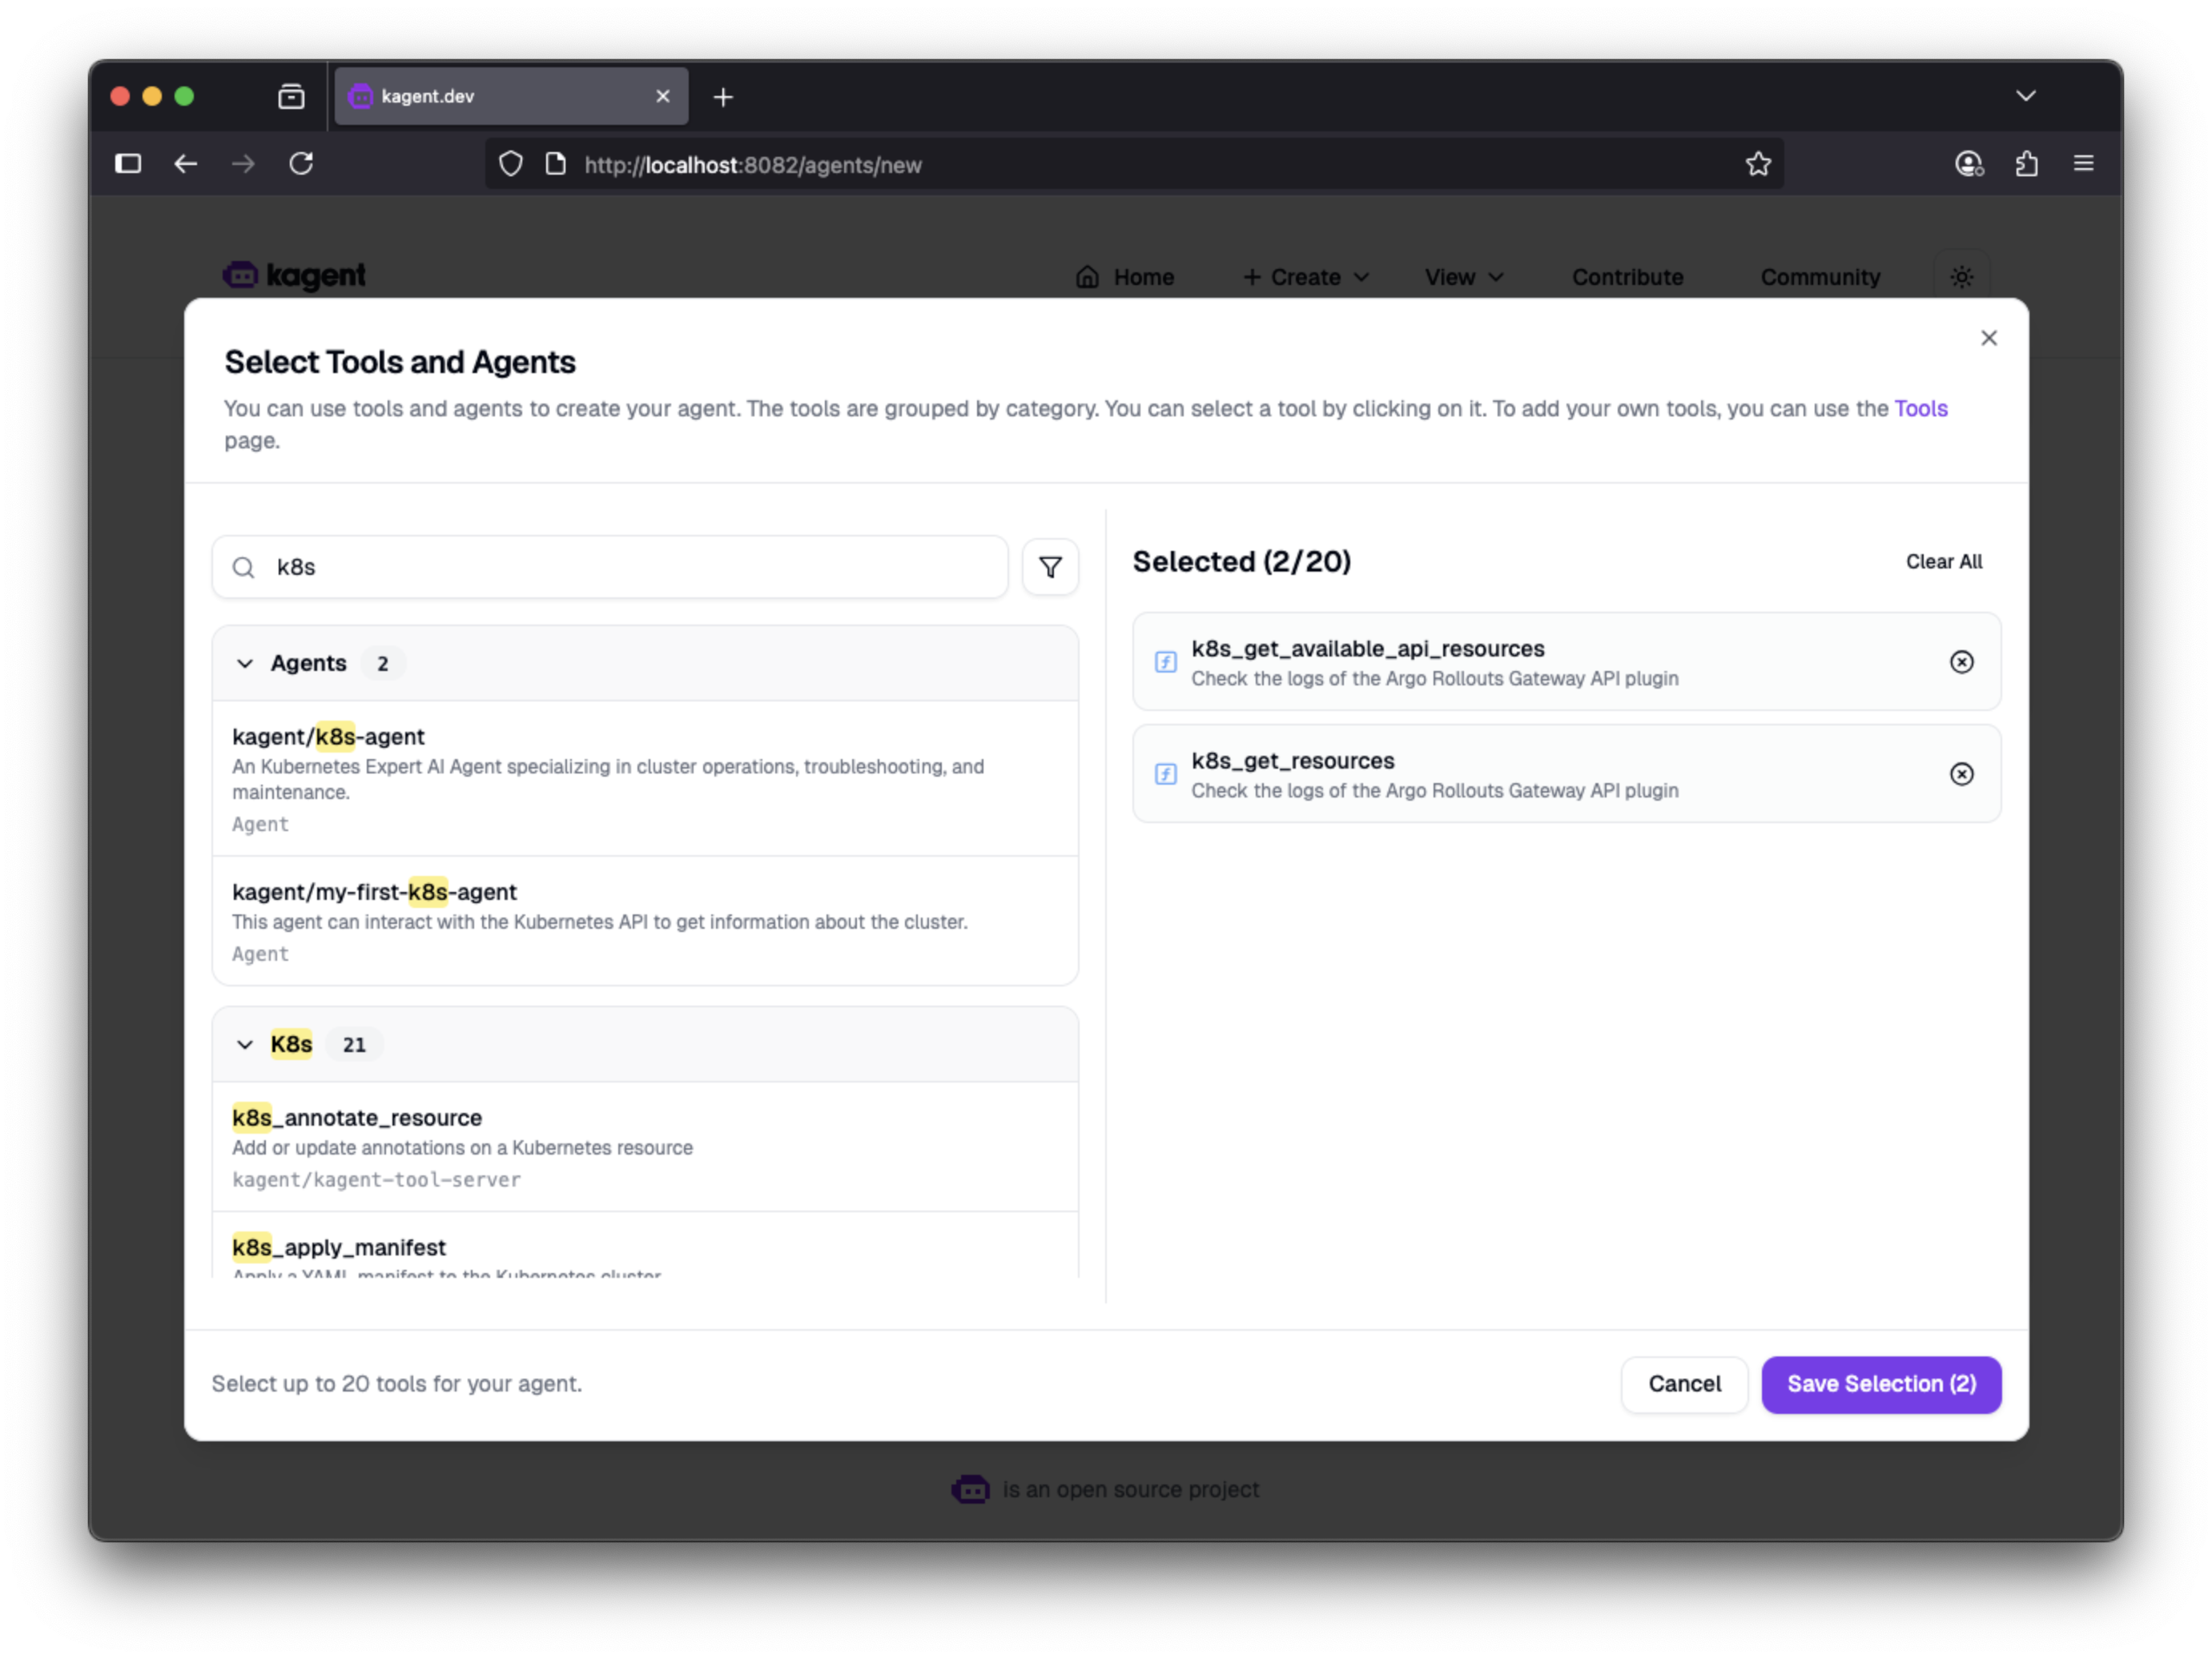 kagent.dev
http://localhost:8082/agents/new
kagent
Home
Create
View
Contribute
Community
Select Tools and Agents
You can use tools and agents to create your agent. The tools are grouped by category. You can select a tool by clicking on it. To add your own tools, you can use the Tools
page.
k8s
Agents 2
kagent/k8s-agent
An Kubernetes Expert AI Agent specializing in cluster operations, troubleshooting, and
maintenance.
Agent
kagent/my-first-k8s-agent
This agent can interact with the Kubernetes API to get information about the cluster.
Agent
K8s 21
k8s_annotate_resource
Add or update annotations on a Kubernetes resource
kagent/kagent-tool-server
k8s_apply_manifest
Apply a YAML manifest to the Kubernetes cluster
Selected (2/20)
Clear All
k8s_get_available_api_resources
Check the logs of the Argo Rollouts Gateway API plugin
k8s_get_resources
Check the logs of the Argo Rollouts Gateway API plugin
Select up to 20 tools for your agent.
Cancel
Save Selection (2)
is an open source project